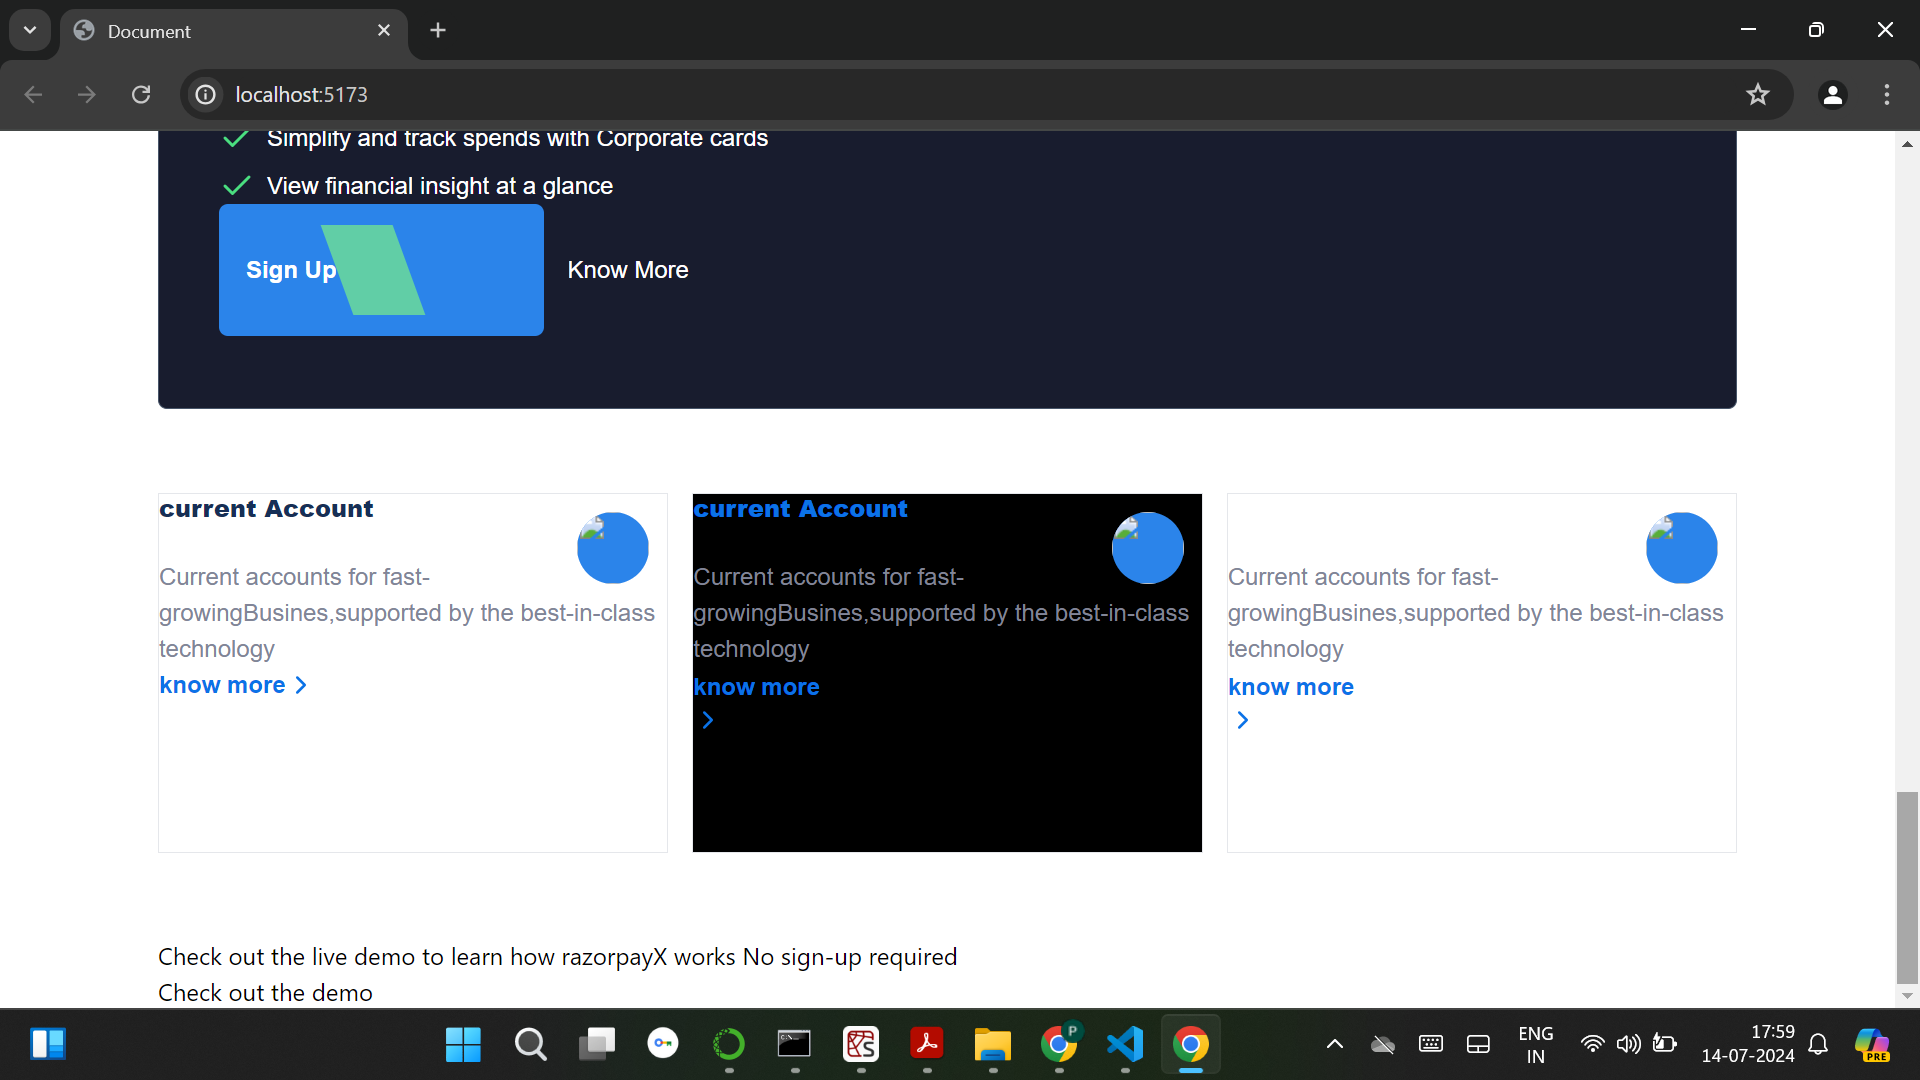 Document
localhost:5173
Simplify and track spends with Corporate cards
View financial insight at a glance
Sign Up
Know More
current Account
Current accounts for fast-
growingBusines,supported by the best-in-class
technology
know more
current Account
Current accounts for fast-
growingBusines,supported by the best-in-class
technology
know more
Current accounts for fast-
growingBusines,supported by the best-in-class
technology
know more
Check out the live demo to learn how razorpayX works No sign-up required
Check out the demo
P
ENG
IN
17:59
14-07-2024
PRE